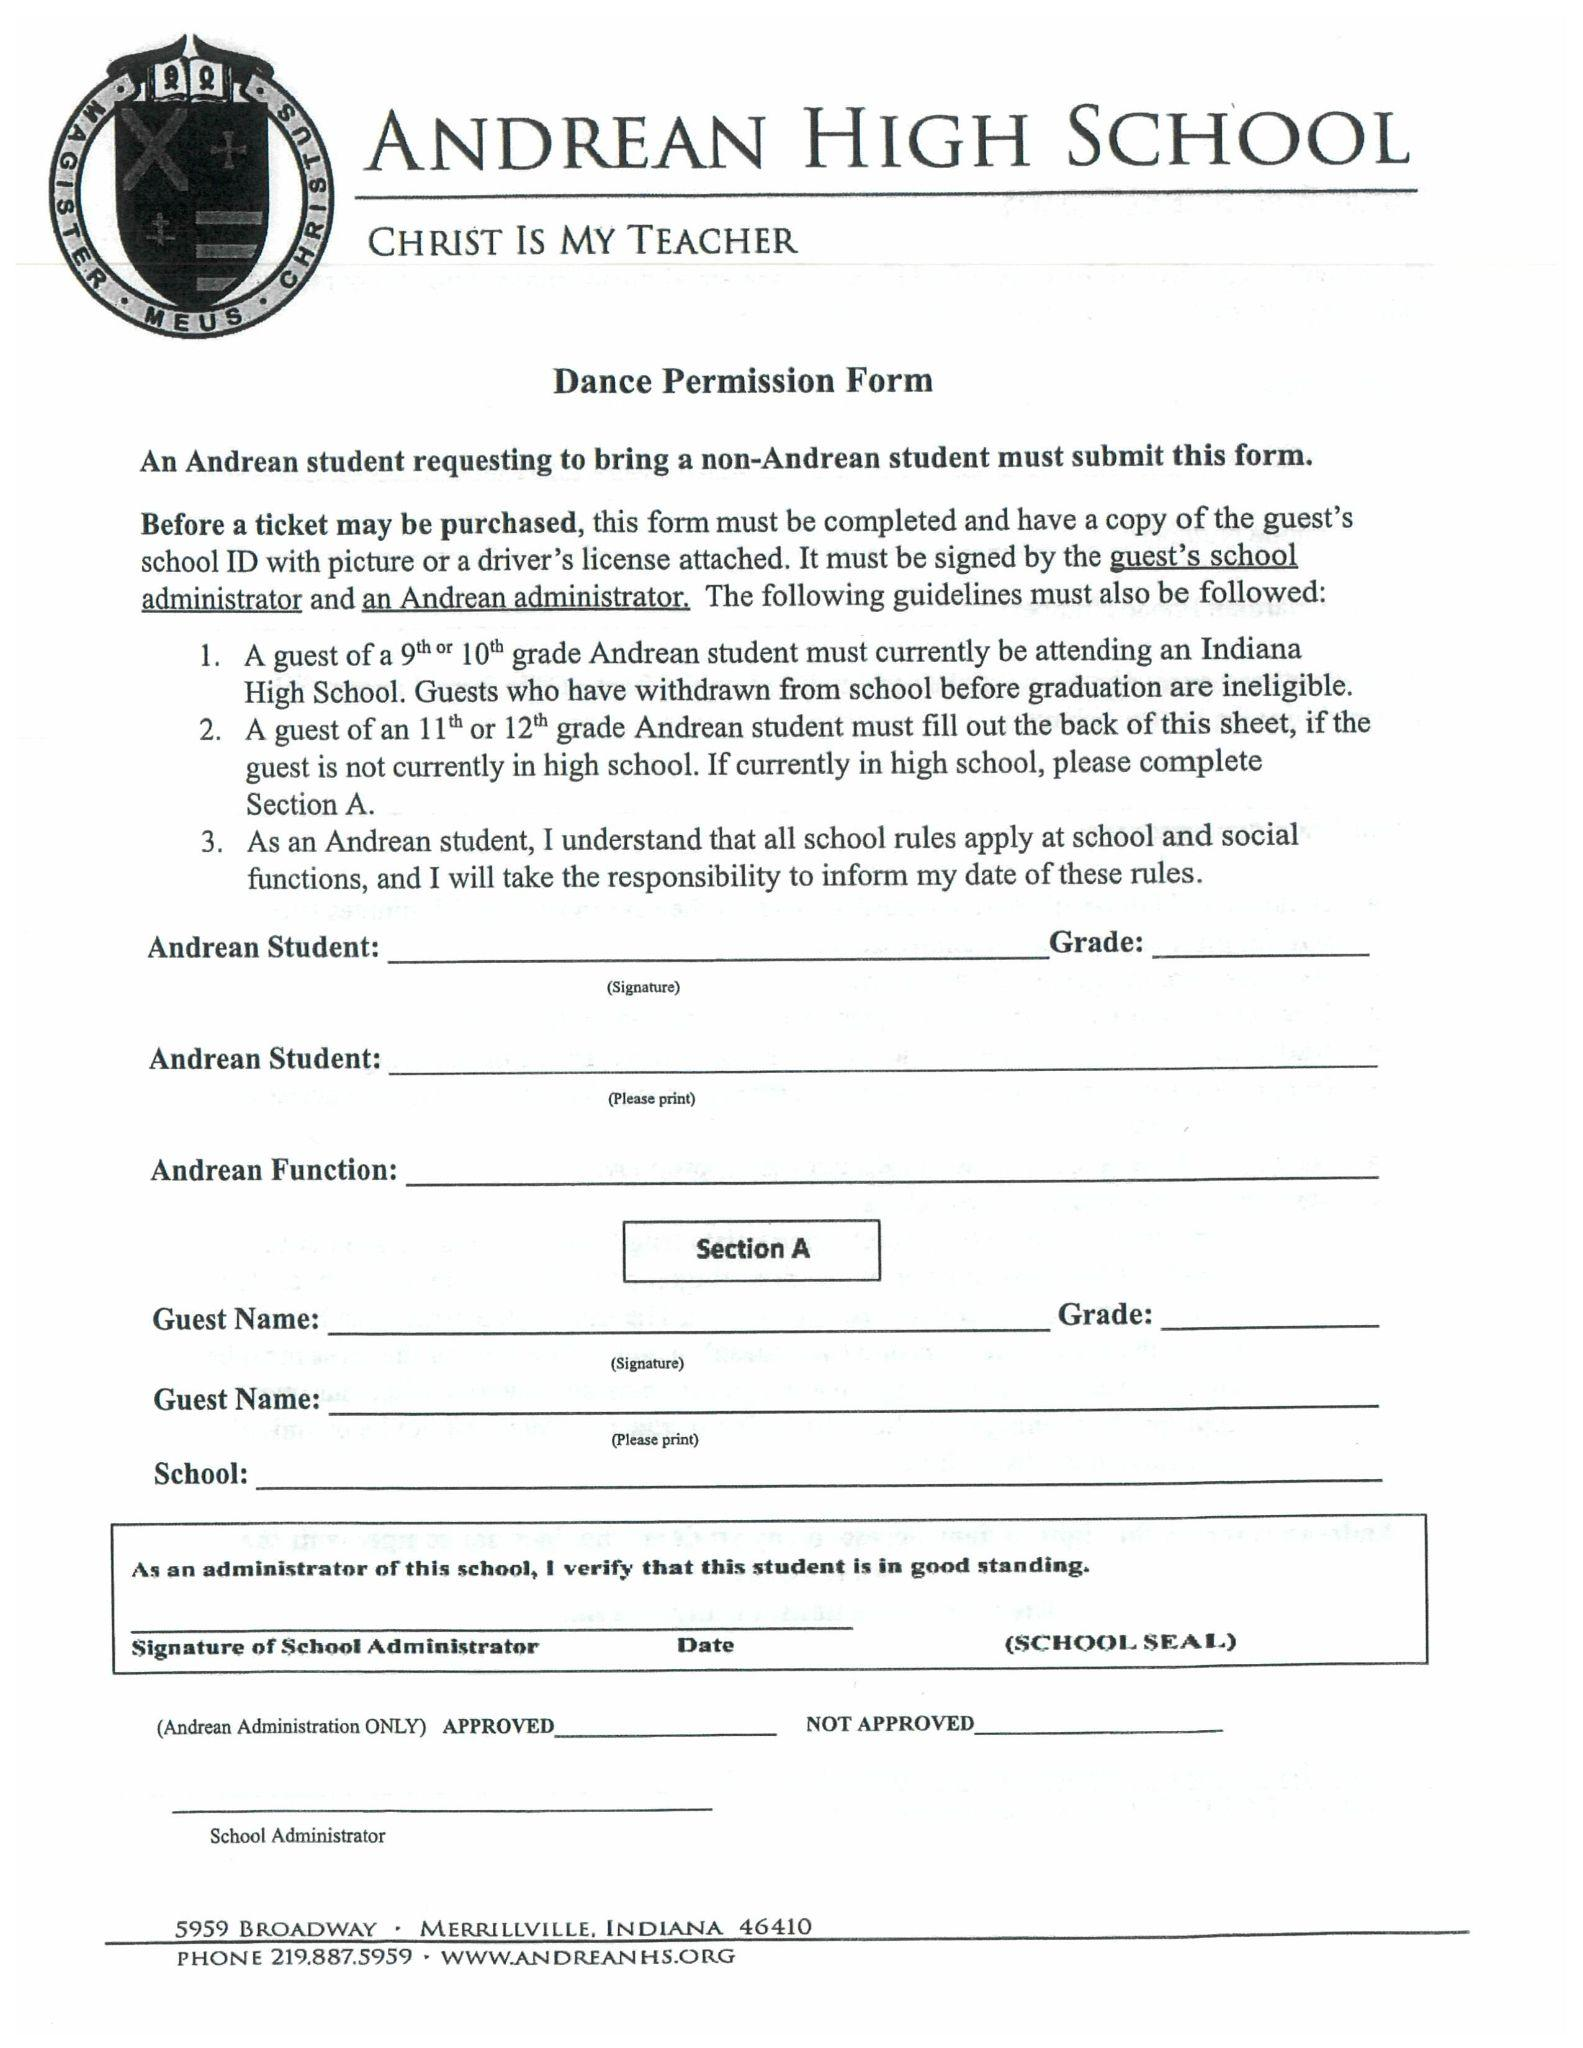 MAGISTER · MEUS · CHRISTUS
ANDREAN HIGH SCHOOL
CHRIST IS MY TEACHER
Dance Permission Form
An Andrean student requesting to bring a non-Andrean student must submit this form.
Before a ticket may be purchased, this form must be completed and have a copy of the guest's
school ID with picture or a driver's license attached. It must be signed by the guest's school
administrator and an Andrean administrator. The following guidelines must also be followed:
1. A guest of a 9th or 10th grade Andrean student must currently be attending an Indiana
High School. Guests who have withdrawn from school before graduation are ineligible.
2. A guest of an 11th or 12th grade Andrean student must fill out the back of this sheet, if the
guest is not currently in high school. If currently in high school, please complete
Section A.
3. As an Andrean student, I understand that all school rules apply at school and social
functions, and I will take the responsibility to inform my date of these rules.
Andrean Student: Grade:
(Signature)
Andrean Student:
(Please print)
Andrean Function:
Section A
Guest Name: Grade:
(Signature)
Guest Name:
(Please print)
School:
As an administrator of this school, I verify that this student is in good standing.
Signature of School Administrator Date (SCHOOL SEAL)
(Andrean Administration ONLY) APPROVED NOT APPROVED
School Administrator
5959 BROADWAY · MERRILLVILLE, INDIANA 46410
PHONE 219.887.5959 · WWW.ANDREANHS.ORG